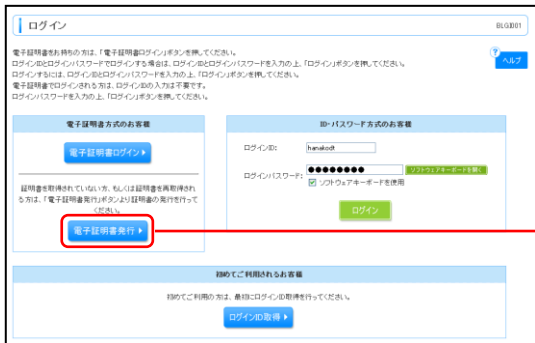 ログイン
BLGI001
電子証明書をお持ちの方は、「電子証明書ログイン」ボタンを押してください。
ログインIDとログインパスワードでログインする場合は、ログインIDとログインパスワードを入力の上、「ログイン」ボタンを押してください。
ログインするには、ログインIDとログインパスワードを入力の上、「ログイン」ボタンを押してください。
電子証明書でログインされる方は、ログインIDの入力は不要です。
ログインパスワードを入力の上、「ログイン」ボタンを押してください。
?
ヘルプ
電子証明書方式のお客様
電子証明書ログイン
証明書を取得されていない方、もしくは証明書を再取得され
る方は、「電子証明書発行」ボタンより証明書の発行を行って
ください。
電子証明書発行
ID・パスワード方式のお客様
ログインID:
hanakodt
ログインパスワード:
●●●●●●●●
ソフトウェアキーボードを開く
ソフトウェアキーボードを使用
ログイン
初めてご利用されるお客様
初めてご利用の方は、最初にログインID取得を行ってください。
ログインID取得